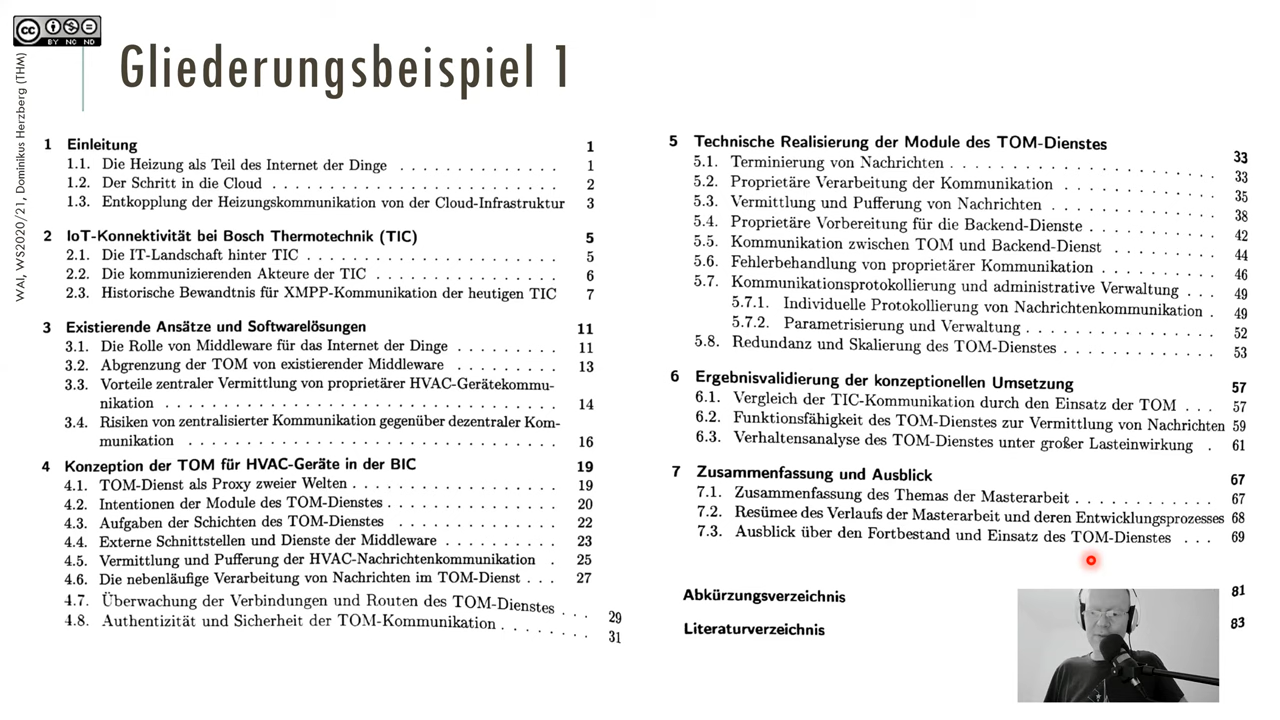 cc BY NC ND
WAI, WS2020/21, Dominikus Herzberg (THM)
Gliederungsbeispiel 1
1 Einleitung 1
1.1. Die Heizung als Teil des Internet der Dinge . . . . . . . . . . . . . . 1
1.2. Der Schritt in die Cloud . . . . . . . . . . . . . . . . . . . . . . . . . 2
1.3. Entkopplung der Heizungskommunikation von der Cloud-Infrastruktur 3
2 IoT-Konnektivität bei Bosch Thermotechnik (TIC) 5
2.1. Die IT-Landschaft hinter TIC . . . . . . . . . . . . . . . . . . . . . . 5
2.2. Die kommunizierenden Akteure der TIC . . . . . . . . . . . . . . . . 6
2.3. Historische Bewandtnis für XMPP-Kommunikation der heutigen TIC 7
3 Existierende Ansätze und Softwarelösungen 11
3.1. Die Rolle von Middleware für das Internet der Dinge . . . . . . . . . 11
3.2. Abgrenzung der TOM von existierender Middleware . . . . . . . . . 13
3.3. Vorteile zentraler Vermittlung von proprietärer HVAC-Gerätekommu-
nikation . . . . . . . . . . . . . . . . . . . . . . . . . . . . . . . . . 14
3.4. Risiken von zentralisierter Kommunikation gegenüber dezentraler Kom-
munikation . . . . . . . . . . . . . . . . . . . . . . . . . . . . . . . 16
4 Konzeption der TOM für HVAC-Geräte in der BIC 19
4.1. TOM-Dienst als Proxy zweier Welten . . . . . . . . . . . . . . . . . 19
4.2. Intentionen der Module des TOM-Dienstes . . . . . . . . . . . . . . . 20
4.3. Aufgaben der Schichten des TOM-Dienstes . . . . . . . . . . . . . . 22
4.4. Externe Schnittstellen und Dienste der Middleware . . . . . . . . . . 23
4.5. Vermittlung und Pufferung der HVAC-Nachrichtenkommunikation . 25
4.6. Die nebenläufige Verarbeitung von Nachrichten im TOM-Dienst . . . 27
4.7. Überwachung der Verbindungen und Routen des TOM-Dienstes . . . 29
4.8. Authentizität und Sicherheit der TOM-Kommunikation . . . . . . . 31
5 Technische Realisierung der Module des TOM-Dienstes 33
5.1. Terminierung von Nachrichten . . . . . . . . . . . . . . . . . . . . . 33
5.2. Proprietäre Verarbeitung der Kommunikation . . . . . . . . . . . . 35
5.3. Vermittlung und Pufferung von Nachrichten . . . . . . . . . . . . . 38
5.4. Proprietäre Vorbereitung für die Backend-Dienste . . . . . . . . . . 42
5.5. Kommunikation zwischen TOM und Backend-Dienst . . . . . . . . . 44
5.6. Fehlerbehandlung von proprietärer Kommunikation . . . . . . . . . 46
5.7. Kommunikationsprotokollierung und administrative Verwaltung . . . 49
5.7.1. Individuelle Protokollierung von Nachrichtenkommunikation . 49
5.7.2. Parametrisierung und Verwaltung . . . . . . . . . . . . . . . 52
5.8. Redundanz und Skalierung des TOM-Dienstes . . . . . . . . . . . . 53
6 Ergebnisvalidierung der konzeptionellen Umsetzung 57
6.1. Vergleich der TIC-Kommunikation durch den Einsatz der TOM . . . 57
6.2. Funktionsfähigkeit des TOM-Dienstes zur Vermittlung von Nachrichten 59
6.3. Verhaltensanalyse des TOM-Dienstes unter großer Lasteinwirkung . 61
7 Zusammenfassung und Ausblick 67
7.1. Zusammenfassung des Themas der Masterarbeit . . . . . . . . . . . 67
7.2. Resümee des Verlaufs der Masterarbeit und deren Entwicklungsprozesses 68
7.3. Ausblick über den Fortbestand und Einsatz des TOM-Dienstes . . . 69
Abkürzungsverzeichnis 81
Literaturverzeichnis 83